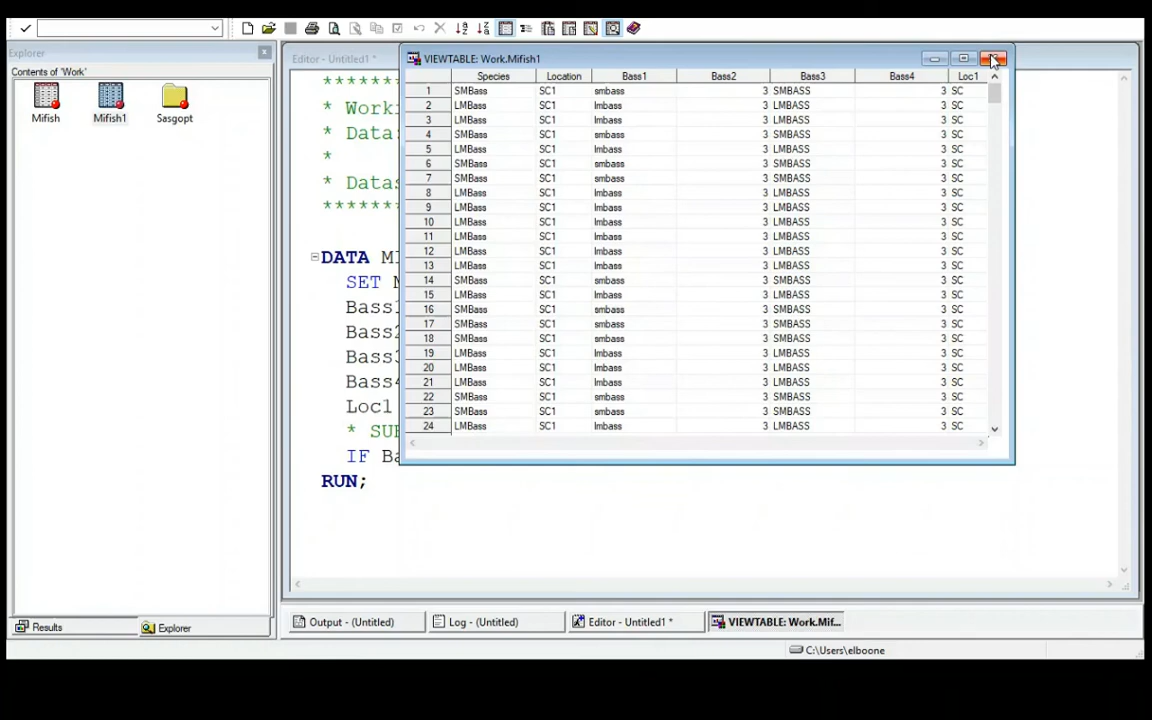 Explorer
Contents of 'Work'
Mifish
Mifish1
Sasgopt
Results
Explorer
Editor - Untitled1 *
*******
* Work
* Data
*
* Data
*******
DATA MI
SET
Bass
Bass
Bass
Bass
Loc1
* SU
IF Ba
RUN;
VIEWTABLE: Work.Mifish1
Species Location Bass1 Bass2 Bass3 Bass4 Loc1
1 SMBass SC1 smbass 3 SMBASS 3 SC
2 LMBass SC1 lmbass 3 LMBASS 3 SC
3 LMBass SC1 lmbass 3 LMBASS 3 SC
4 SMBass SC1 smbass 3 SMBASS 3 SC
5 LMBass SC1 lmbass 3 LMBASS 3 SC
6 SMBass SC1 smbass 3 SMBASS 3 SC
7 SMBass SC1 smbass 3 SMBASS 3 SC
8 LMBass SC1 lmbass 3 LMBASS 3 SC
9 LMBass SC1 lmbass 3 LMBASS 3 SC
10 LMBass SC1 lmbass 3 LMBASS 3 SC
11 LMBass SC1 lmbass 3 LMBASS 3 SC
12 LMBass SC1 lmbass 3 LMBASS 3 SC
13 LMBass SC1 lmbass 3 LMBASS 3 SC
14 SMBass SC1 smbass 3 SMBASS 3 SC
15 LMBass SC1 lmbass 3 LMBASS 3 SC
16 SMBass SC1 smbass 3 SMBASS 3 SC
17 SMBass SC1 smbass 3 SMBASS 3 SC
18 SMBass SC1 smbass 3 SMBASS 3 SC
19 LMBass SC1 lmbass 3 LMBASS 3 SC
20 LMBass SC1 lmbass 3 LMBASS 3 SC
21 LMBass SC1 lmbass 3 LMBASS 3 SC
22 SMBass SC1 smbass 3 SMBASS 3 SC
23 SMBass SC1 smbass 3 SMBASS 3 SC
24 LMBass SC1 lmbass 3 LMBASS 3 SC
Output - (Untitled)
Log - (Untitled)
Editor - Untitled1 *
VIEWTABLE: Work.Mif...
C:\Users\elboone